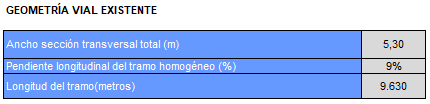 GEOMETRÍA VIAL EXISTENTE
Ancho sección transversal total (m) 5,30
Pendiente longitudinal del tramo homogéneo (%) 9%
Longitud del tramo(metros) 9.630